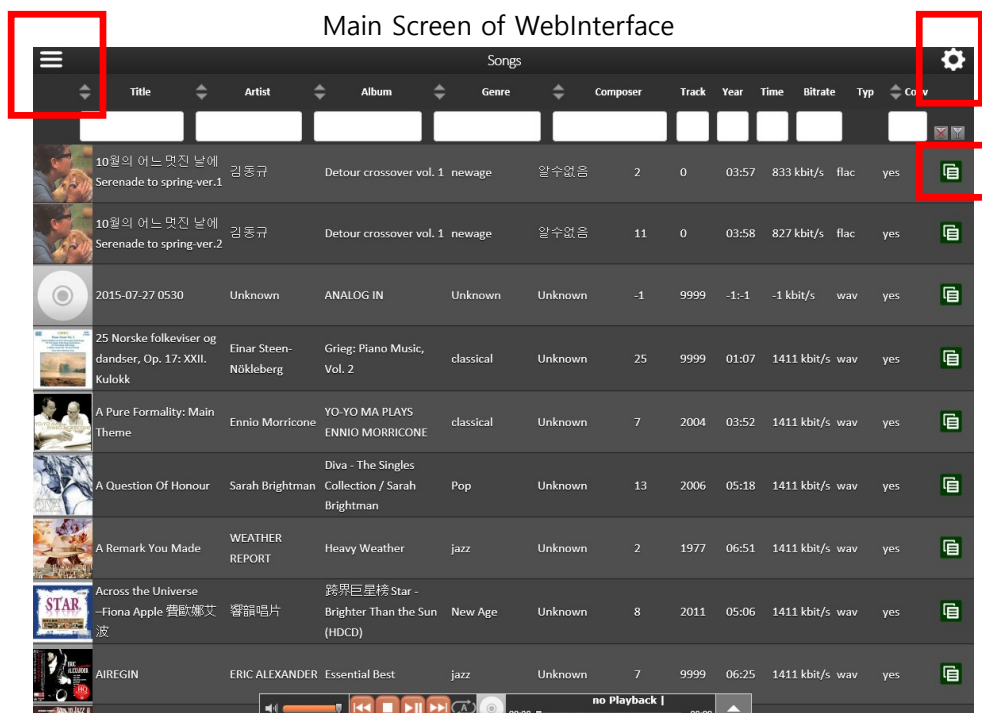 Main Screen of WebInterface
Songs
Title Artist Album Genre Composer Track Year Time Bitrate Typ Conv
10월의 어느 멋진 날에 Serenade to spring-ver.1 김동규 Detour crossover vol. 1 newage 알수없음 2 0 03:57 833 kbit/s flac yes
10월의 어느 멋진 날에 Serenade to spring-ver.2 김동규 Detour crossover vol. 1 newage 알수없음 11 0 03:58 827 kbit/s flac yes
2015-07-27 0530 Unknown ANALOG IN Unknown Unknown -1 9999 -1:-1 -1 kbit/s wav yes
25 Norske folkeviser og dandser, Op. 17: XXII. Kulokk Einar Steen-Nökleberg Grieg: Piano Music, Vol. 2 classical Unknown 25 9999 01:07 1411 kbit/s wav yes
A Pure Formality: Main Theme Ennio Morricone YO-YO MA PLAYS ENNIO MORRICONE classical Unknown 7 2004 03:52 1411 kbit/s wav yes
A Question Of Honour Sarah Brightman Diva - The Singles Collection / Sarah Brightman Pop Unknown 13 2006 05:18 1411 kbit/s wav yes
A Remark You Made WEATHER REPORT Heavy Weather jazz Unknown 2 1977 06:51 1411 kbit/s wav yes
Across the Universe –Fiona Apple 費歐娜艾波 響韻唱片 跨界巨星榜 Star - Brighter Than the Sun (HDCD) New Age Unknown 8 2011 05:06 1411 kbit/s wav yes
STAR
AIREGIN ERIC ALEXANDER Essential Best jazz Unknown 7 9999 06:25 1411 kbit/s wav yes
no Playback |